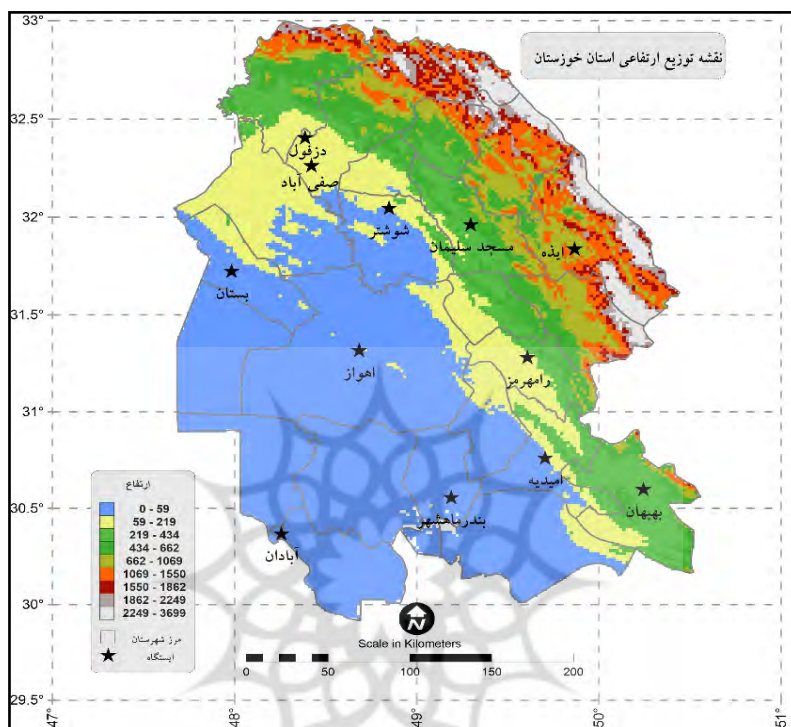 نقشه توزیع ارتفاعی استان خوزستان
33°
32.5°
32°
31.5°
31°
30.5°
30°
29.5°
دزفول
صفی آباد
شوشتر
مسجد سلیمان
ایذه
بستان
اهواز
رامهرمز
امیدیه
بهبهان
بندرماهشهر
آبادان
ارتفاع
0 - 59
59 - 219
219 - 434
434 - 662
662 - 1069
1069 - 1550
1550 - 1862
1862 - 2249
2249 - 3699
مرز شهرستان
ایستگاه
N
Scale in Kilometers
0 50 100 150 200
47° 48° 49° 50° 51°